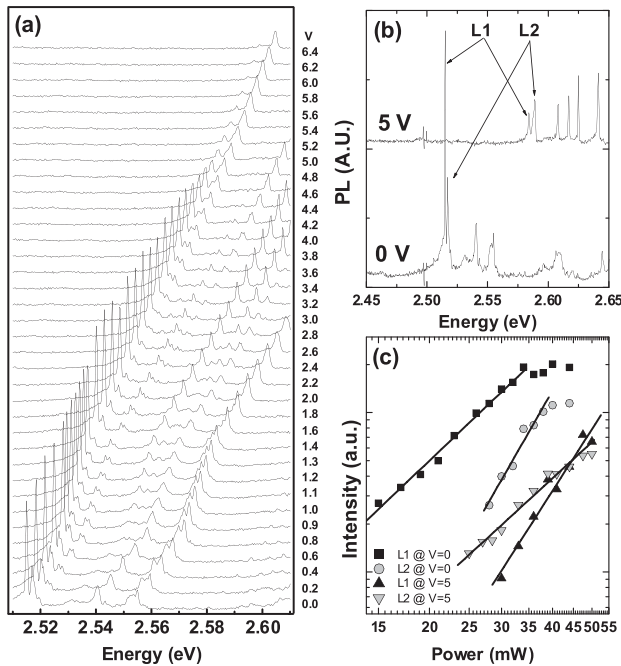 (a)
V
6.4
6.2
6.0
5.8
5.6
5.4
5.2
5.0
4.8
4.6
4.4
4.2
4.0
3.8
3.6
3.4
3.2
3.0
2.8
2.6
2.4
2.2
2.0
1.8
1.6
1.4
1.3
1.2
1.1
1.0
0.9
0.8
0.6
0.4
0.2
0.0
2.52 2.54 2.56 2.58 2.60
Energy (eV)
(b)
L1 L2
5 V
0 V
PL (A.U.)
2.45 2.50 2.55 2.60 2.65
Energy (eV)
(c)
Intensity (a.u.)
L1 @ V=0
L2 @ V=0
L1 @ V=5
L2 @ V=5
15 20 25 30 35 40 45 50 55
Power (mW)